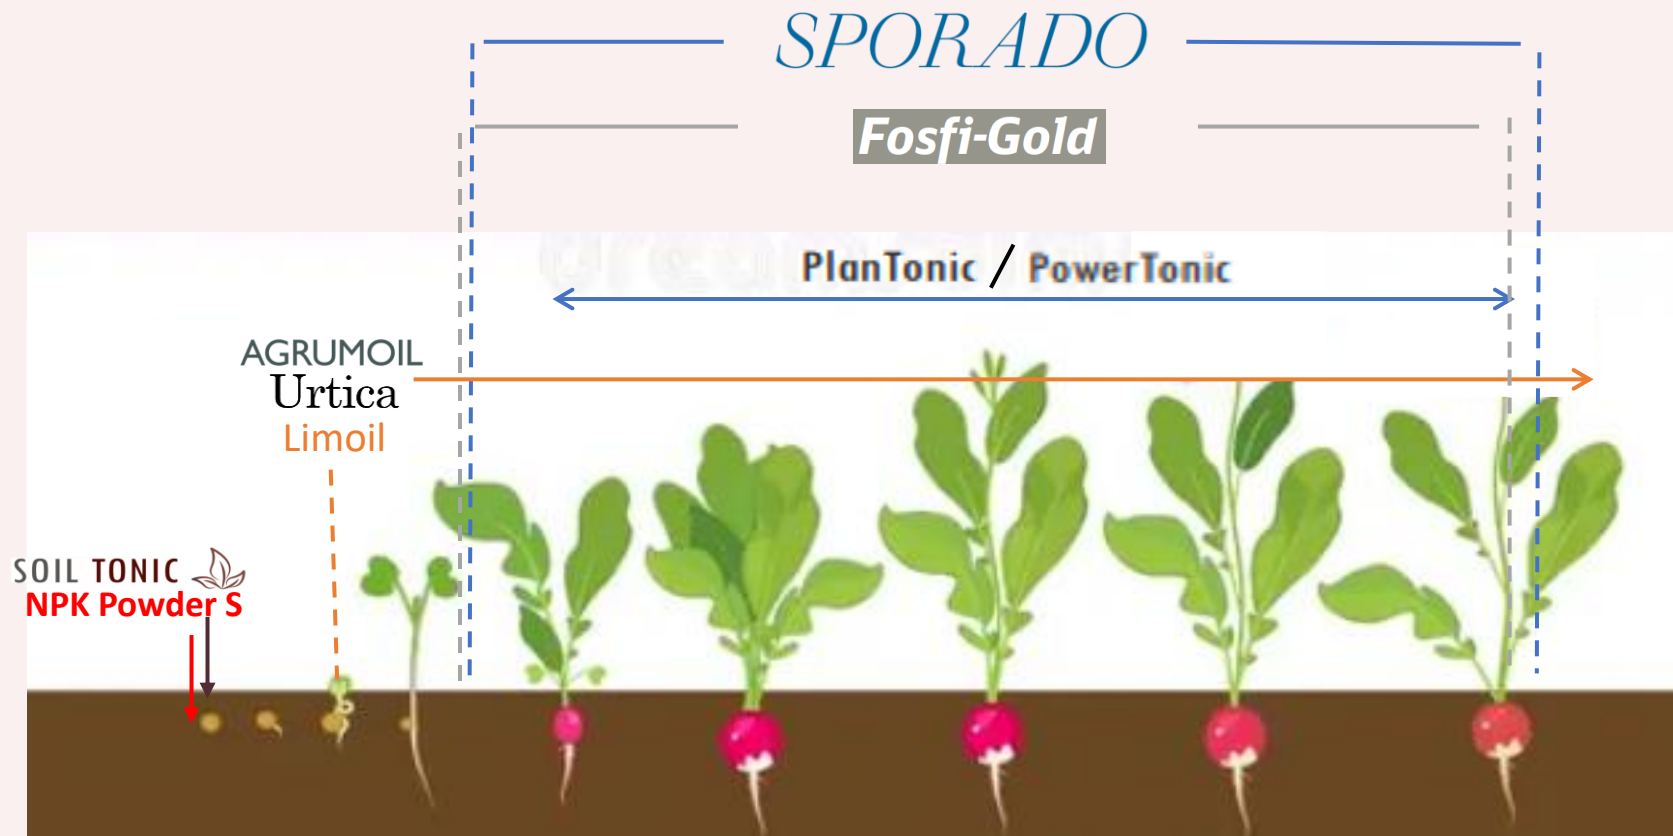 SPORADO
Fosfi-Gold
PlanTonic / PowerTonic
AGRUMOIL
Urtica
Limoil
SOIL TONIC
NPK Powder S